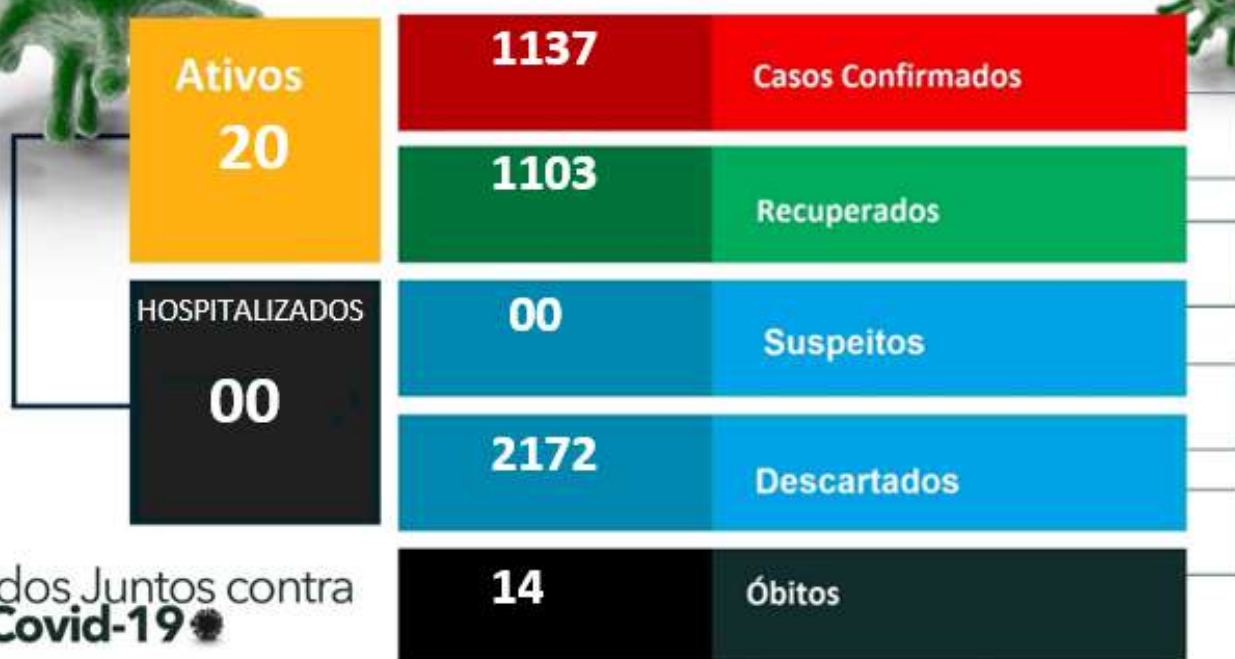 Ativos
20
HOSPITALIZADOS
00
1137
Casos Confirmados
1103
Recuperados
00
Suspeitos
2172
Descartados
14
Óbitos
dos Juntos contra
Covid-19